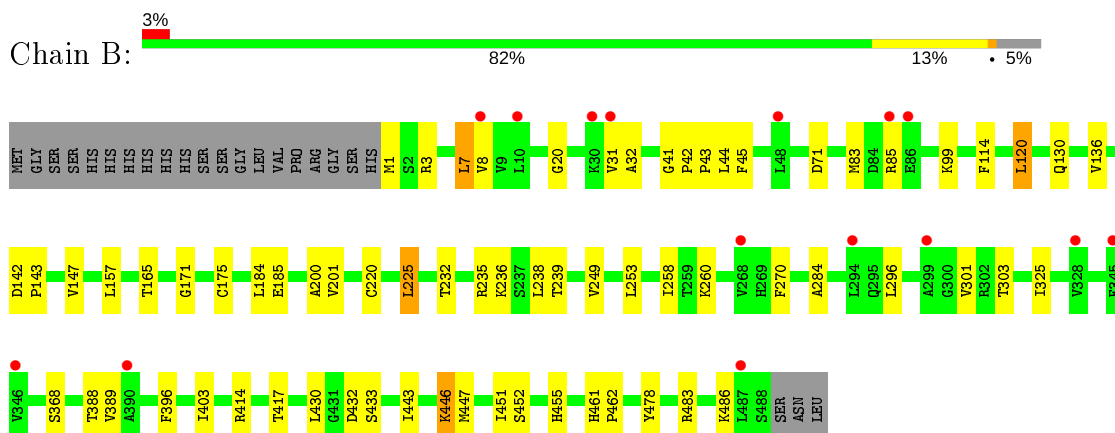 3%
Chain B:
82% 13% • 5%
MET GLY SER SER HIS HIS HIS HIS HIS HIS SER SER GLY LEU VAL PRO ARG GLY SER HIS M1 S2 R3 L7 V8 V9 L10 G20 K30 V31 A32 G41 P42 P43 L44 F45 L48 D71 M83 D84 R85 E86 K99 F114 L120 Q130 V136
D142 P143 V147 L157 T165 G171 C175 L184 E185 A200 V201 C220 L225 T232 R235 K236 S237 L238 T239 V249 L253 I258 T259 K260 V268 H269 F270 A284 L294 Q295 L296 A299 G300 V301 R302 T303 I325 V328
V346 S368 T388 V389 A390 F396 I403 R414 T417 L430 G431 D432 S433 I443 K446 M447 I451 S452 H455 H461 P462 Y478 R483 K486 L487 S488 SER ASN LEU